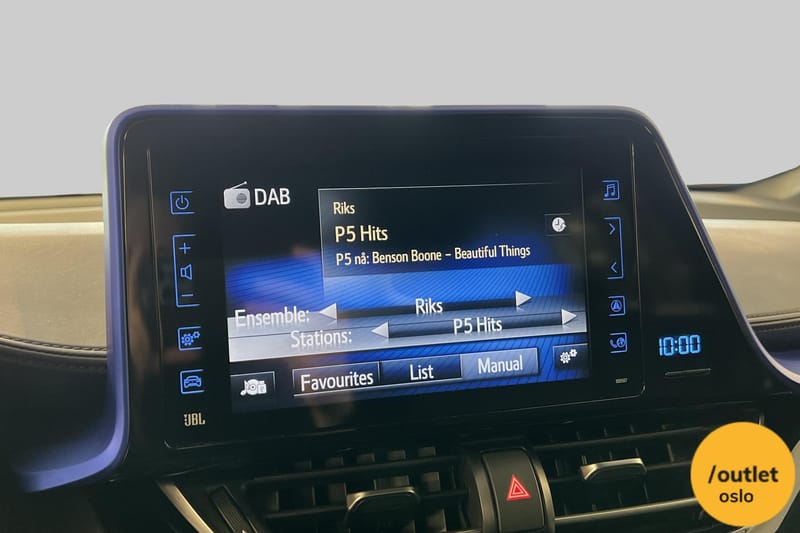 DAB
Riks
P5 Hits
P5 nå: Benson Boone - Beautiful Things
Ensemble: Riks
Stations: P5 Hits
Favourites List Manual
JBL
10:00
/outlet
oslo